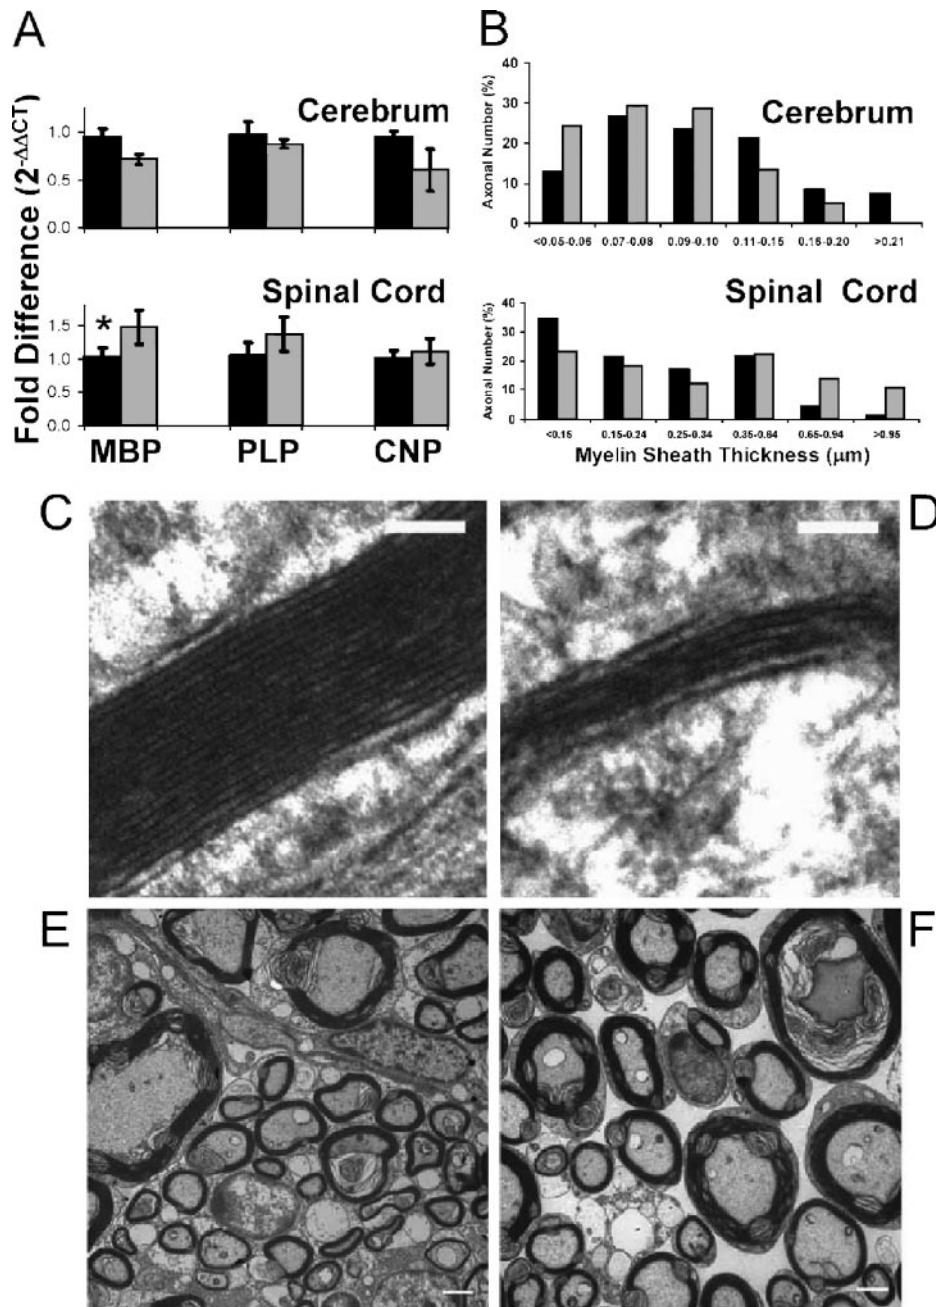 A
Fold Difference (2-ΔΔCT)
Cerebrum
1.0
0.5
0.0
Spinal Cord
*
1.5
1.0
0.5
0.0
MBP PLP CNP
B
Axonal Number (%)
Cerebrum
40
30
20
10
0
<0.05-0.06 0.07-0.08 0.09-0.10 0.11-0.15 0.16-0.20 >0.21
Axonal Number (%)
Spinal Cord
40
30
20
10
0
<0.15 0.15-0.24 0.25-0.34 0.35-0.64 0.65-0.94 >0.95
Myelin Sheath Thickness (μm)
C
D
E
F